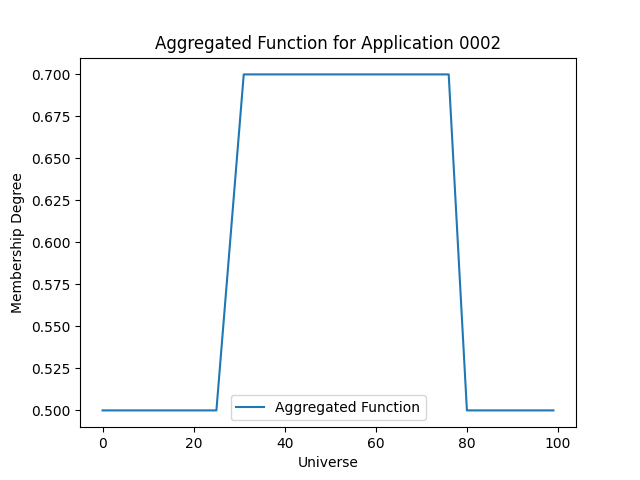 Aggregated Function for Application 0002
Membership Degree
0.700
0.675
0.650
0.625
0.600
0.575
0.550
0.525
0.500
Aggregated Function
0 20 40 60 80 100
Universe